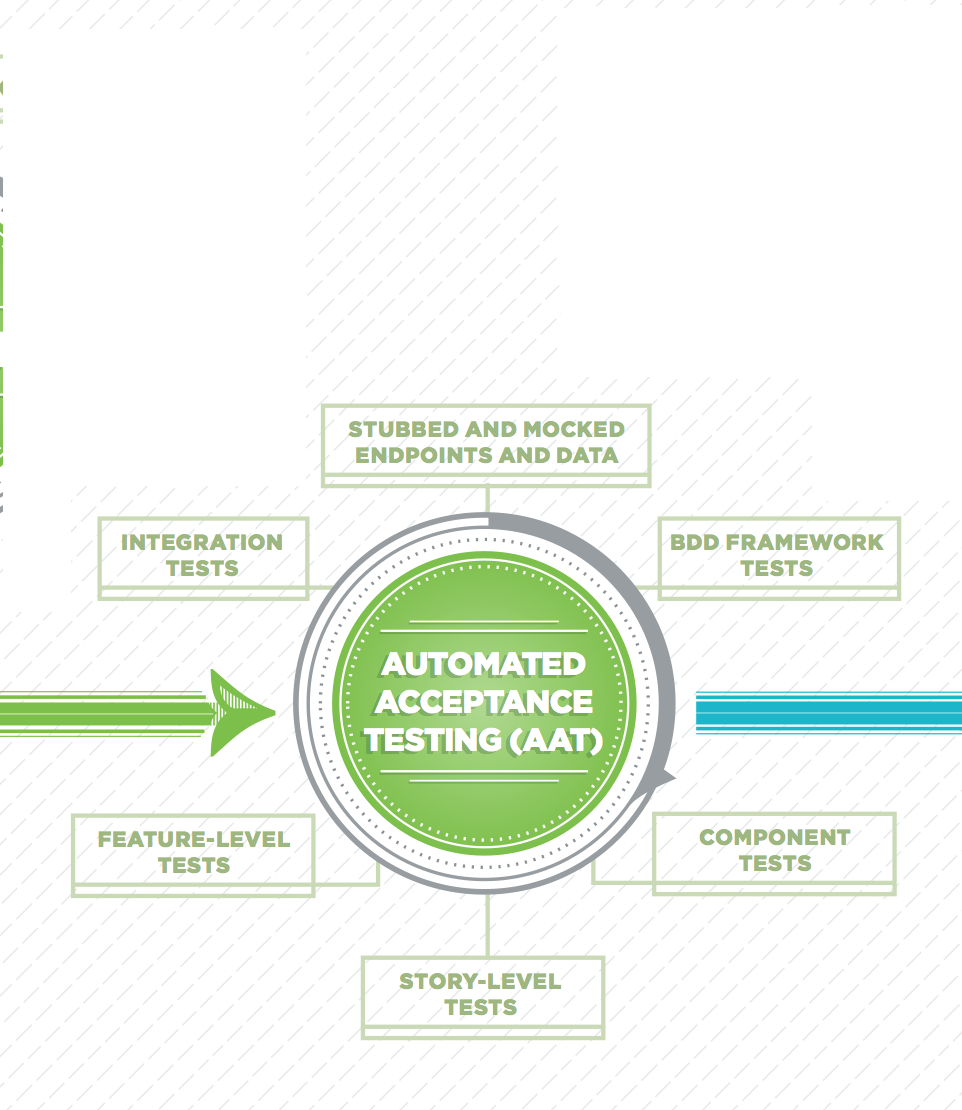 STUBBED AND MOCKED
ENDPOINTS AND DATA
INTEGRATION
TESTS
BDD FRAMEWORK
TESTS
AUTOMATED
ACCEPTANCE
TESTING (AAT)
FEATURE-LEVEL
TESTS
COMPONENT
TESTS
STORY-LEVEL
TESTS